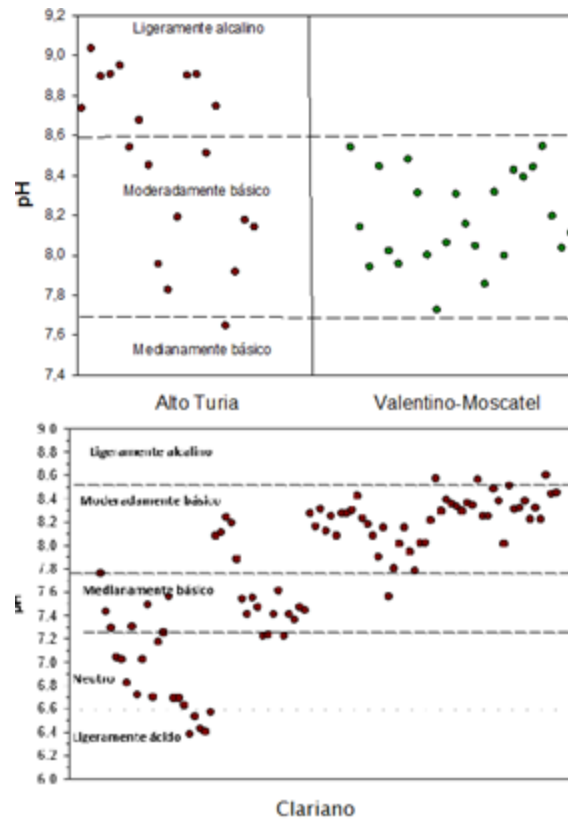 9,2
Ligeramente alcalino
9,0
8,8
8,6
8,4
Moderadamente básico
8,2
pH
8,0
7,8
7,6
Medianamente básico
7,4
Alto Turia
Valentino-Moscatel
9.0
Ligeramente alcalino
8.8
8.6
8.4
Moderadamente básico
8.2
8.0
7.8
7.6
Medianamente básico
pH
7.4
7.2
7.0
6.8
Neutro
6.6
6.4
Ligeramente ácido
6.2
6.0
Clariano